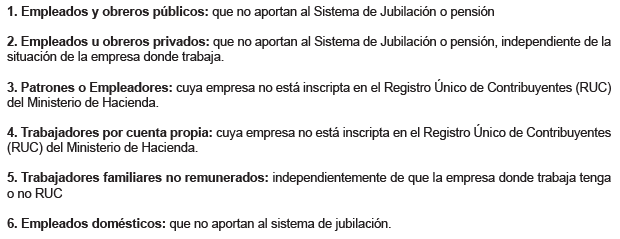 1. Empleados y obreros públicos: que no aportan al Sistema de Jubilación o pensión
2. Empleados u obreros privados: que no aportan al Sistema de Jubilación o pensión, independiente de la
situación de la empresa donde trabaja.
3. Patrones o Empleadores: cuya empresa no está inscripta en el Registro Único de Contribuyentes (RUC)
del Ministerio de Hacienda.
4. Trabajadores por cuenta propia: cuya empresa no está inscripta en el Registro Único de Contribuyentes
(RUC) del Ministerio de Hacienda.
5. Trabajadores familiares no remunerados: independientemente de que la empresa donde trabaja tenga
o no RUC
6. Empleados domésticos: que no aportan al sistema de jubilación.